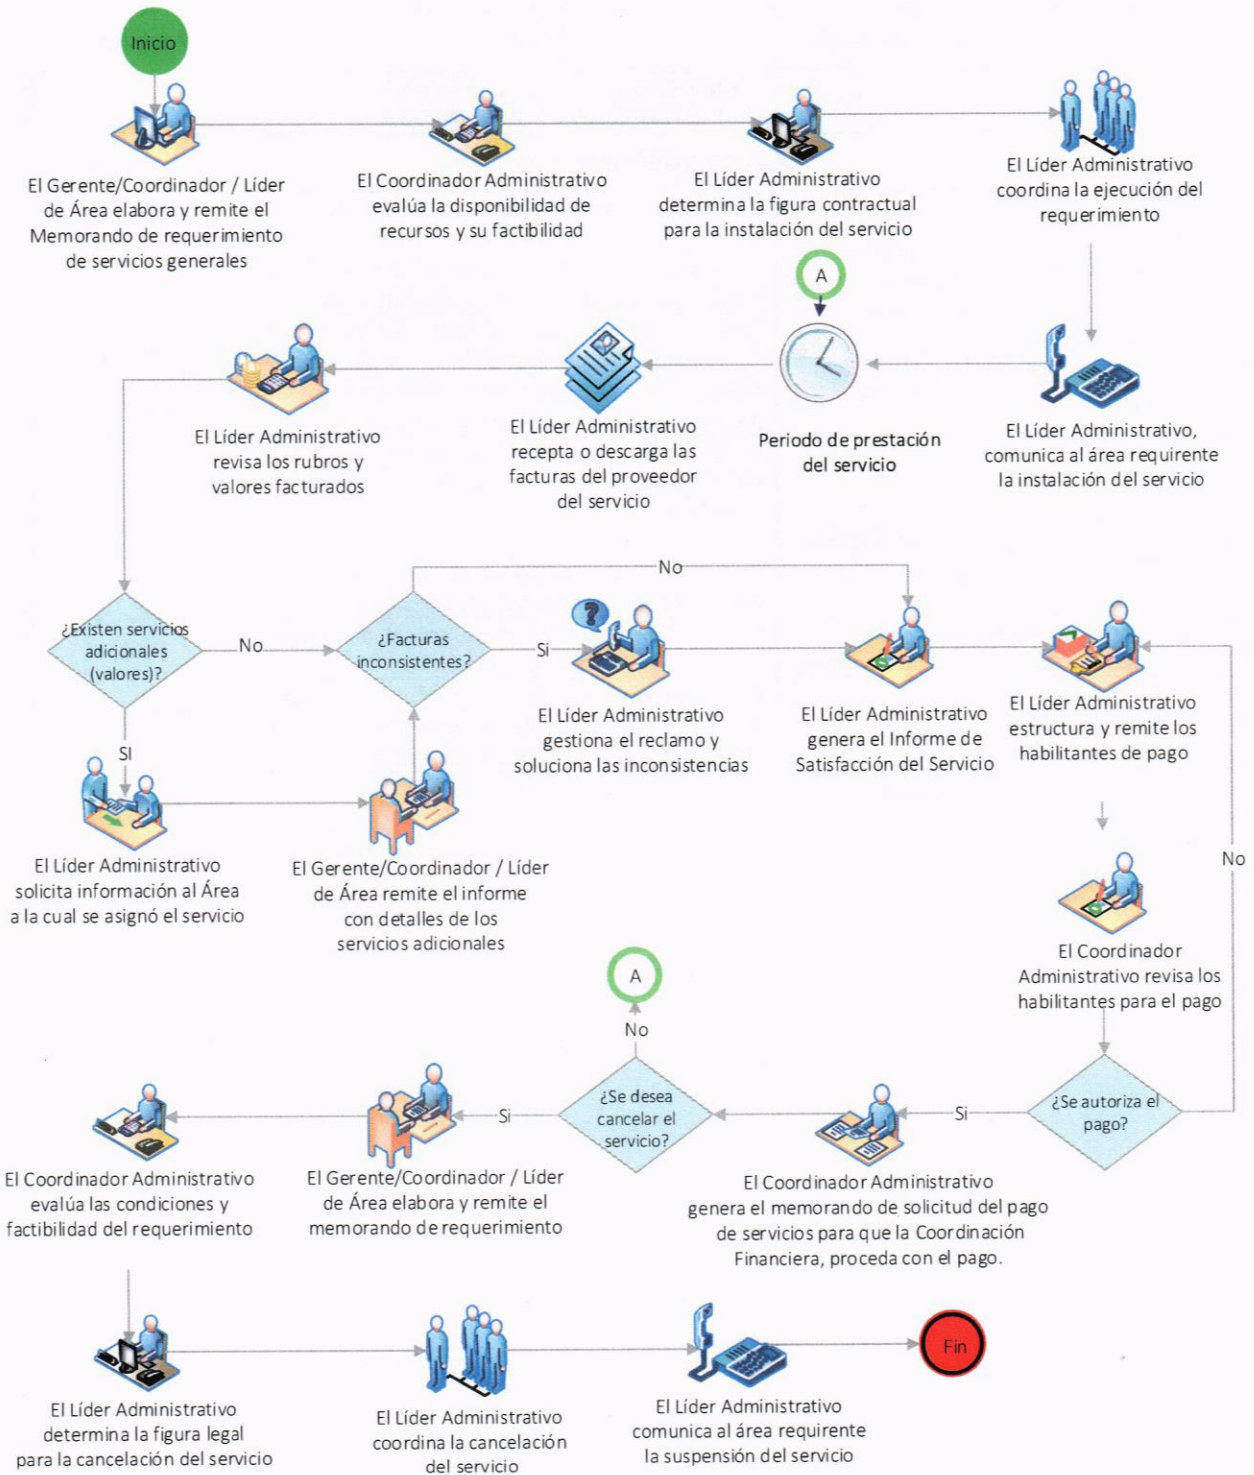 Inicio
El Gerente/Coordinador / Líder
de Área elabora y remite el
Memorando de requerimiento
de servicios generales
El Coordinador Administrativo
evalúa la disponibilidad de
recursos y su factibilidad
El Líder Administrativo
determina la figura contractual
para la instalación del servicio
El Líder Administrativo
coordina la ejecución del
requerimiento
El Líder Administrativo,
comunica al área requirente
la instalación del servicio
A
Periodo de prestación
del servicio
El Líder Administrativo
recepta o descarga las
facturas del proveedor
del servicio
El Líder Administrativo
revisa los rubros y
valores facturados
¿Existen servicios
adicionales
(valores)?
No
SI
El Líder Administrativo
solicita información al Área
a la cual se asignó el servicio
El Gerente/Coordinador / Líder
de Área remite el informe
con detalles de los
servicios adicionales
¿Facturas
inconsistentes?
No
Si
El Líder Administrativo
gestiona el reclamo y
soluciona las inconsistencias
El Líder Administrativo
genera el Informe de
Satisfacción del Servicio
El Líder Administrativo
estructura y remite los
habilitantes de pago
El Coordinador
Administrativo revisa los
habilitantes para el pago
¿Se autoriza el
pago?
No
Si
El Coordinador Administrativo
genera el memorando de solicitud del pago
de servicios para que la Coordinación
Financiera, proceda con el pago.
¿Se desea
cancelar el
servicio?
No
A
Si
El Gerente/Coordinador / Líder
de Área elabora y remite el
memorando de requerimiento
El Coordinador Administrativo
evalúa las condiciones y
factibilidad del requerimiento
El Líder Administrativo
determina la figura legal
para la cancelación del servicio
El Líder Administrativo
coordina la cancelación
del servicio
El Líder Administrativo
comunica al área requirente
la suspensión del servicio
Fin